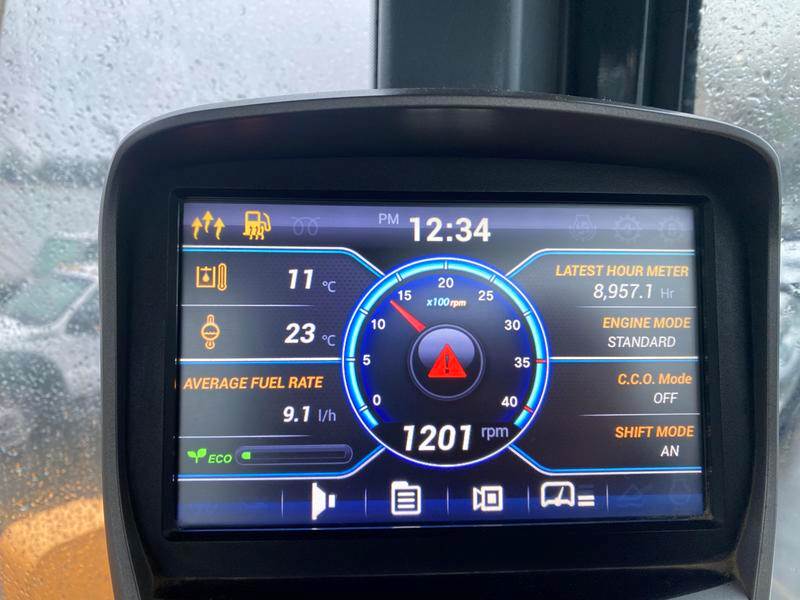 PM 12:34
11 °C
23 °C
AVERAGE FUEL RATE
9.1 l/h
ECO
20
15 25
x100rpm
10 30
5 35
0 40
1201 rpm
LATEST HOUR METER
8,957.1 Hr
ENGINE MODE
STANDARD
C.C.O. Mode
OFF
SHIFT MODE
AN